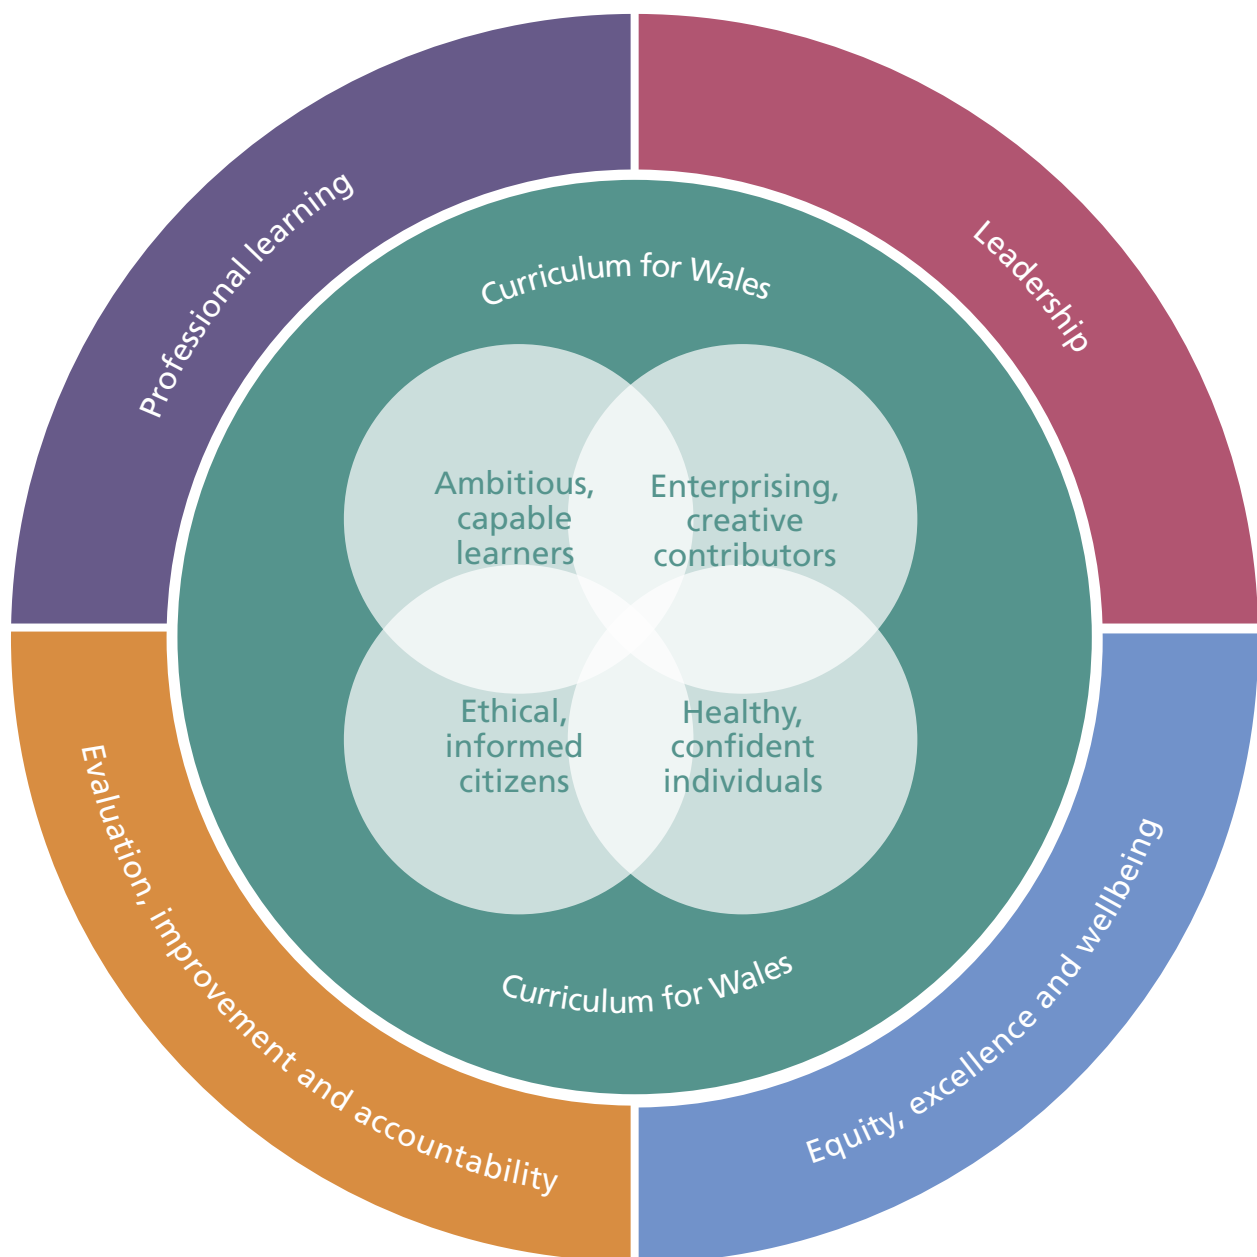 Professional learning
Leadership
Curriculum for Wales
Ambitious,
capable
learners
Enterprising,
creative
contributors
Ethical,
informed
citizens
Healthy,
confident
individuals
Curriculum for Wales
Evaluation, improvement and accountability
Equity, excellence and wellbeing